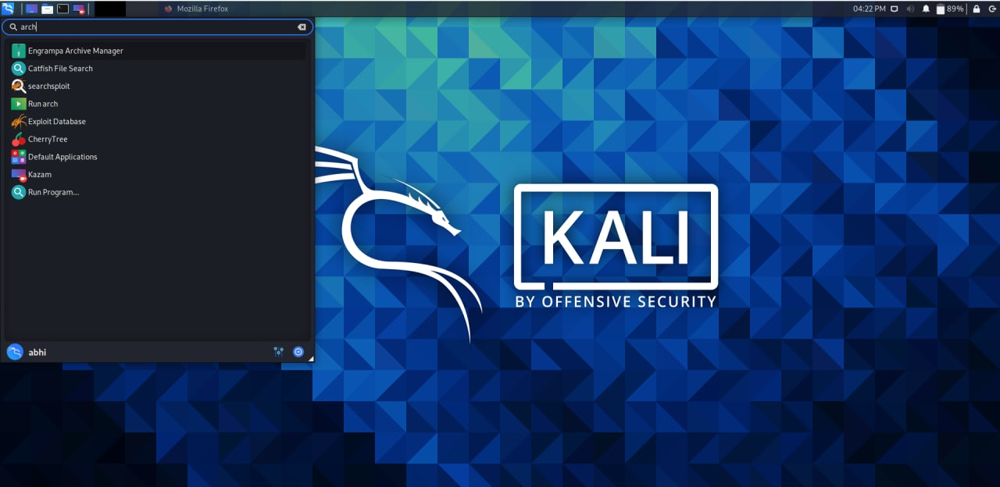 Mozilla Firefox
04:22 PM
89%
arch
Engrampa Archive Manager
Catfish File Search
searchsploit
Run arch
Exploit Database
CherryTree
Default Applications
Kazam
Run Program...
abhi
KALI
BY OFFENSIVE SECURITY